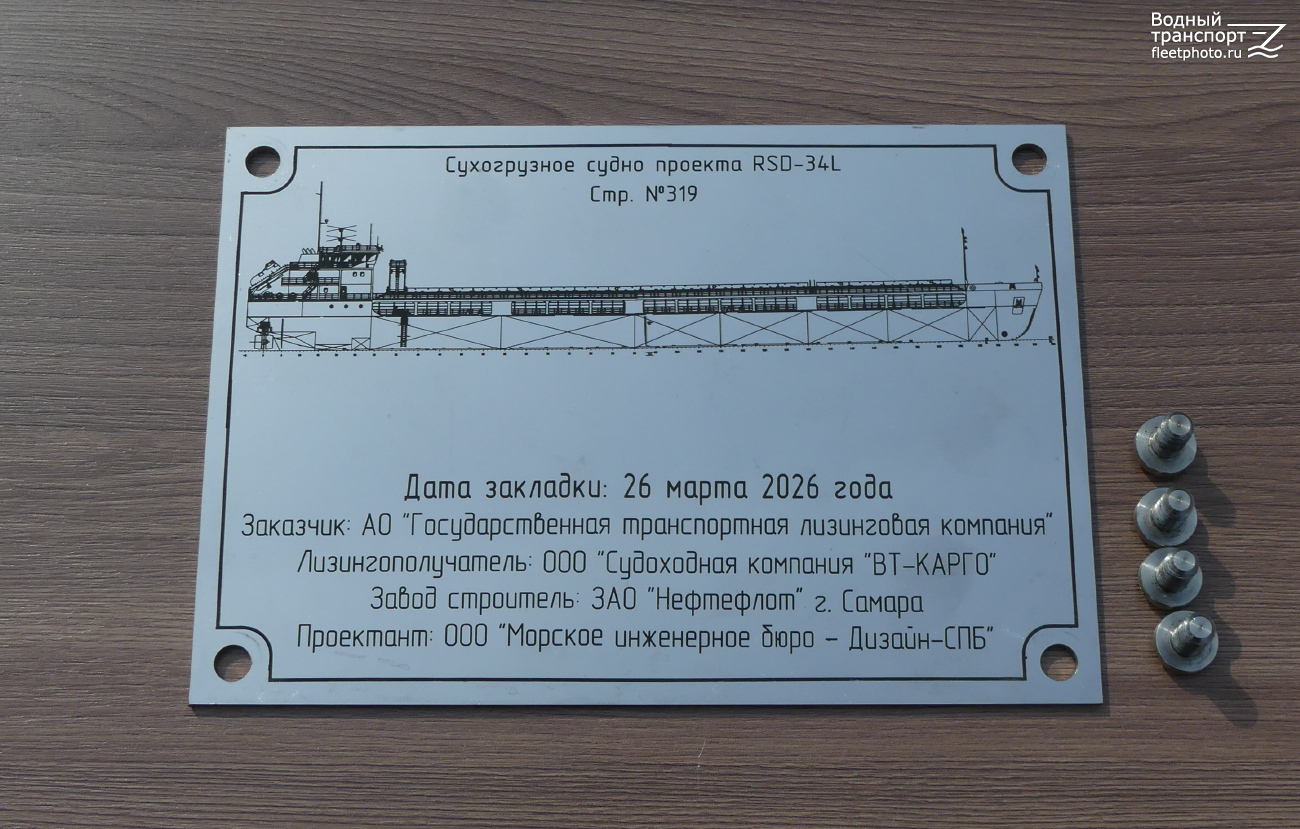 Водный
транспорт
fleetphoto.ru
Сухогрузное судно проекта RSD-34L
Стр. №319
Дата закладки: 26 марта 2026 года
Заказчик: АО "Государственная транспортная лизинговая компания"
Лизингополучатель: ООО "Судоходная компания "ВТ-КАРГО"
Завод строитель: ЗАО "Нефтефлот" г. Самара
Проектант: ООО "Морское инженерное бюро - Дизайн-СПБ"